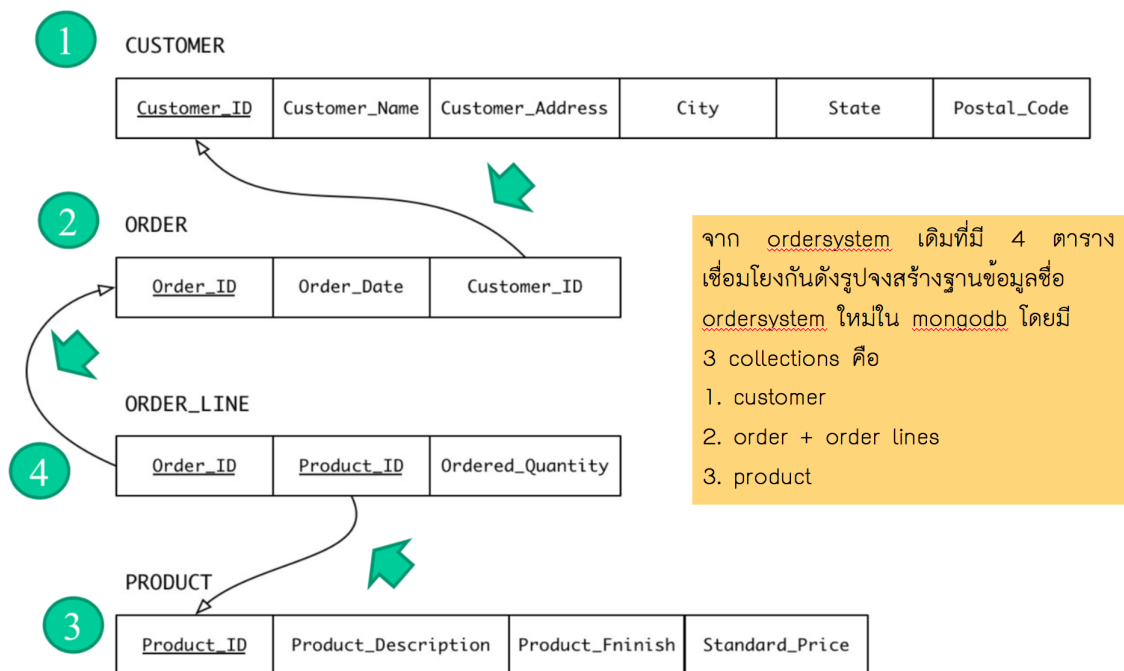 1
CUSTOMER
Customer_ID Customer_Name Customer_Address City State Postal_Code
2
ORDER
Order_ID Order_Date Customer_ID
ORDER_LINE
4
Order_ID Product_ID Ordered_Quantity
PRODUCT
3
Product_ID Product_Description Product_Fninish Standard_Price
จาก ordersystem เดิมที่มี 4 ตาราง
เชื่อมโยงกันดังรูปจงสร้างฐานข้อมูลชื่อ
ordersystem ใหม่ใน mongodb โดยมี
3 collections คือ
1. customer
2. order + order lines
3. product